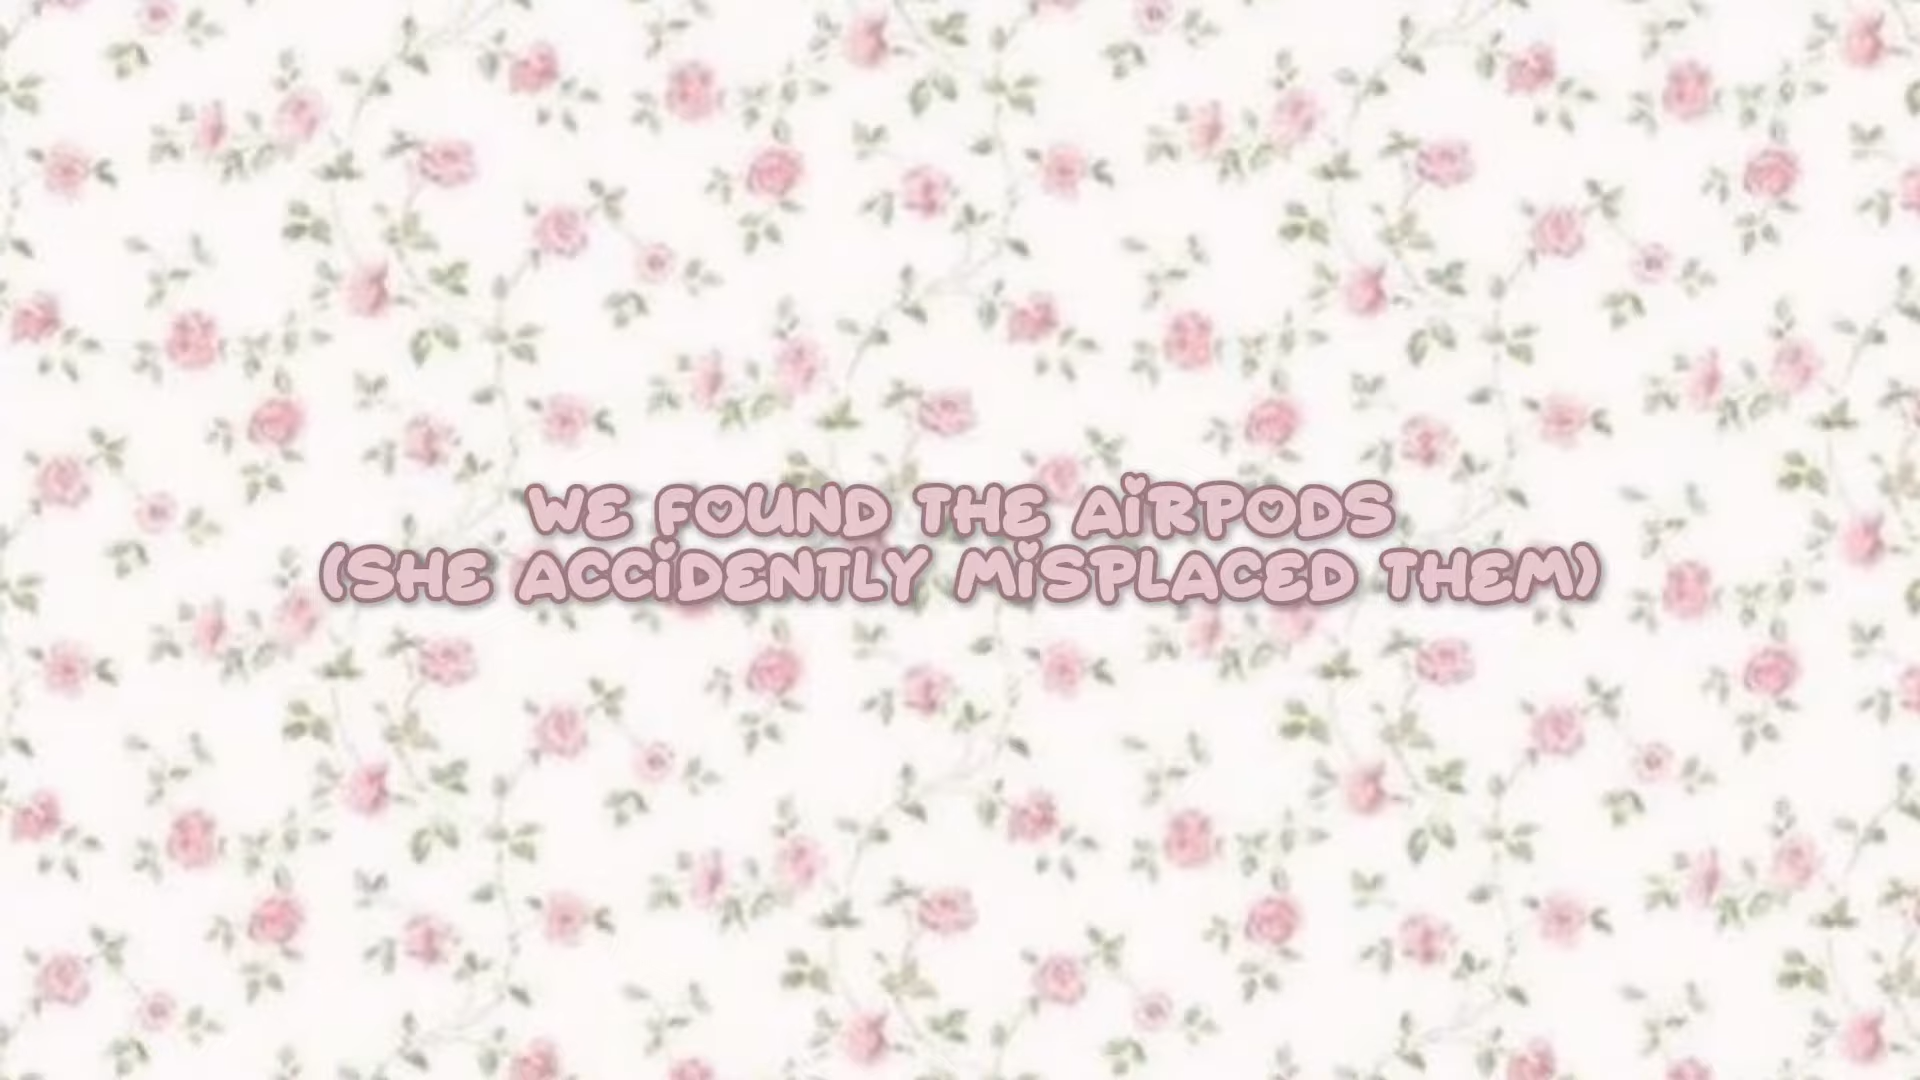 WE FOUND THE AiRPODS
(SHE ACCiDENTLY MiSPLACED THEM)